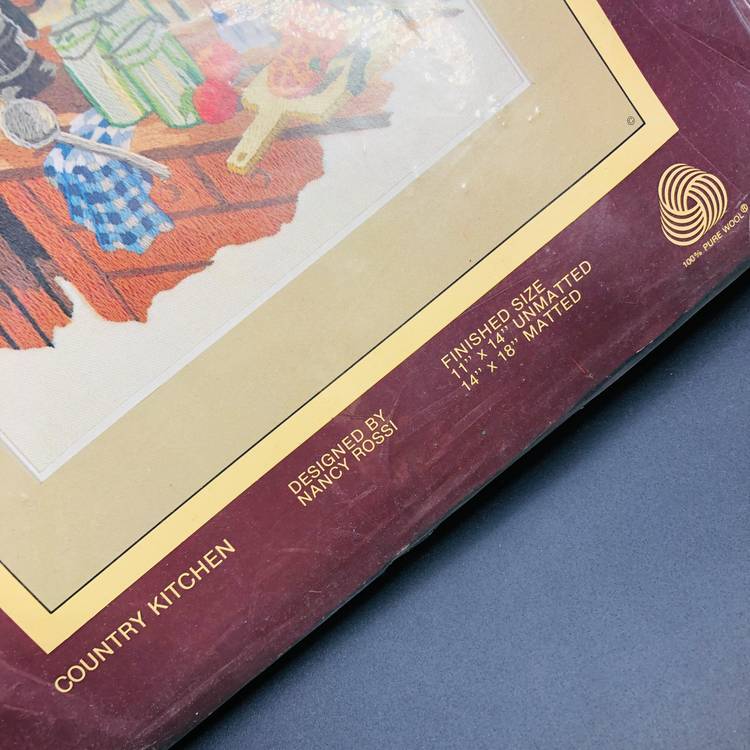 COUNTRY KITCHEN
DESIGNED BY
NANCY ROSSI
FINISHED SIZE
11" X 14" UNMATTED
14" X 18" MATTED
100% PURE WOOL®
©